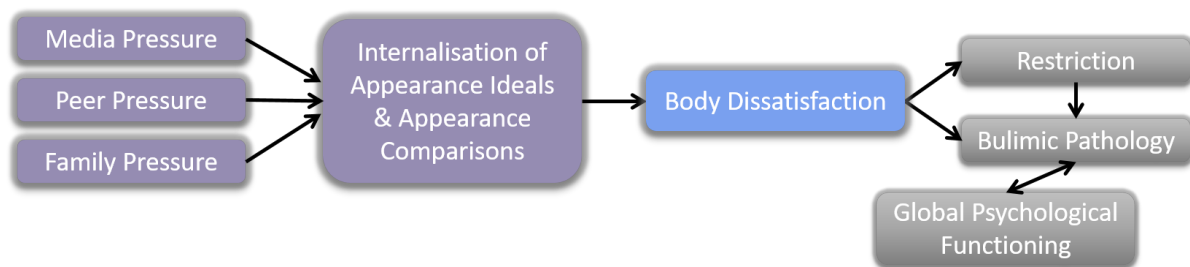 Media Pressure
Peer Pressure
Family Pressure
Internalisation of
Appearance Ideals
& Appearance
Comparisons
Body Dissatisfaction
Restriction
Bulimic Pathology
Global Psychological
Functioning